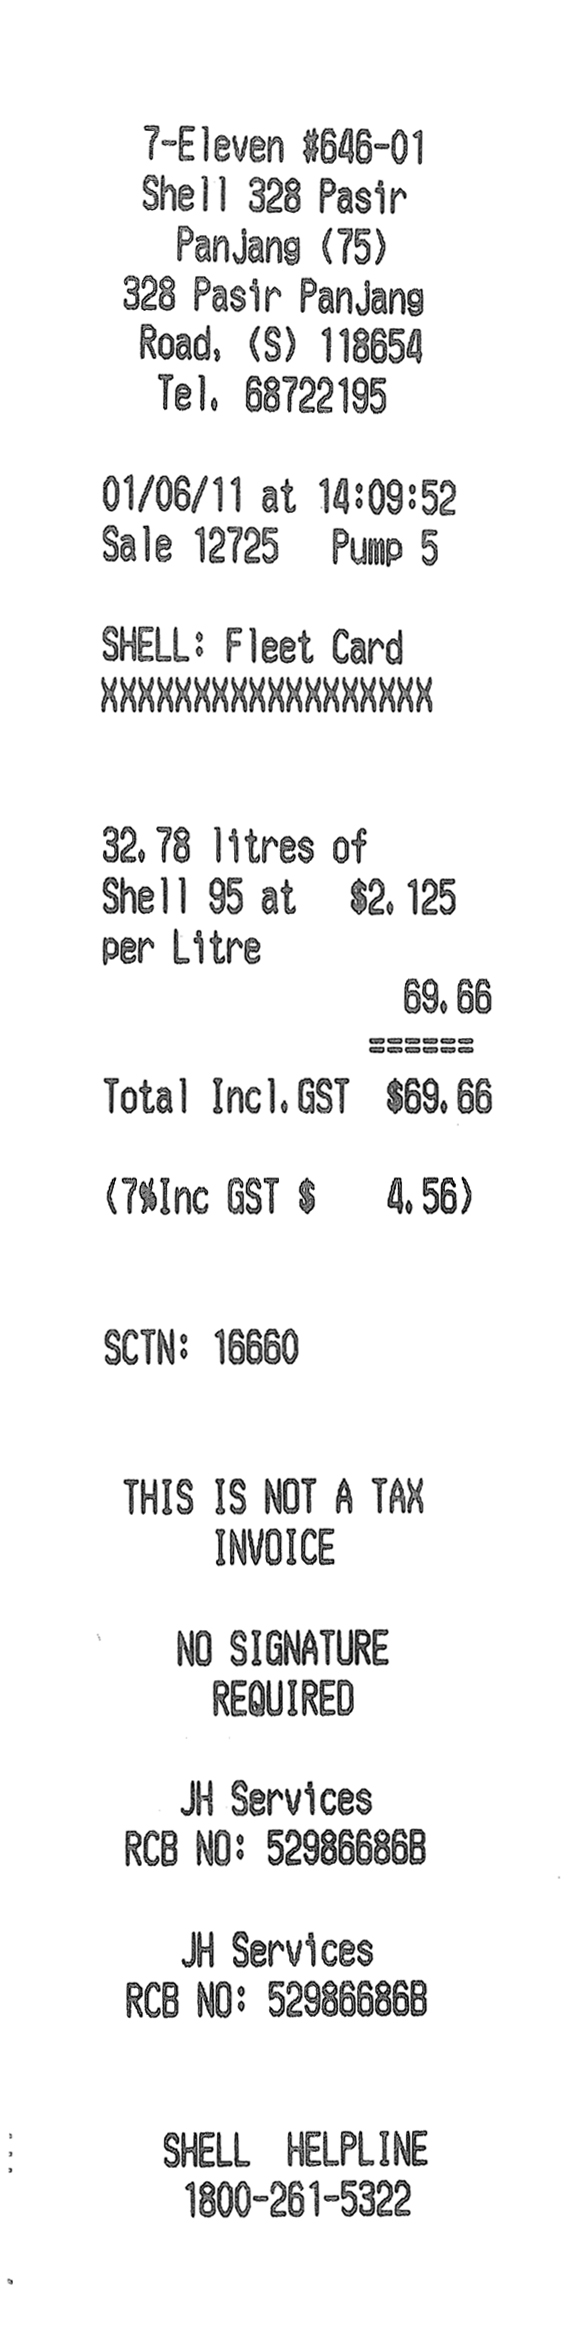 7-Eleven #646-01
Shell 328 Pasir
PanJang (75)
328 Pasir PanJang
Road, (S) 118654
Tel. 68722195
01/06/11 at 14:09:52
Sale 12725 Pump 5
SHELL: Fleet Card
XXXXXXXXXXXXXXXXXX
32.78 litres of
Shell 95 at $2.125
per Litre
69.66
======
Total Incl.GST $69.66
(7%Inc GST $ 4.56)
SCTN: 16660
THIS IS NOT A TAX
INVOICE
NO SIGNATURE
REQUIRED
JH Services
RCB NO: 52986686B
JH Services
RCB NO: 52986686B
SHELL HELPLINE
1800-261-5322